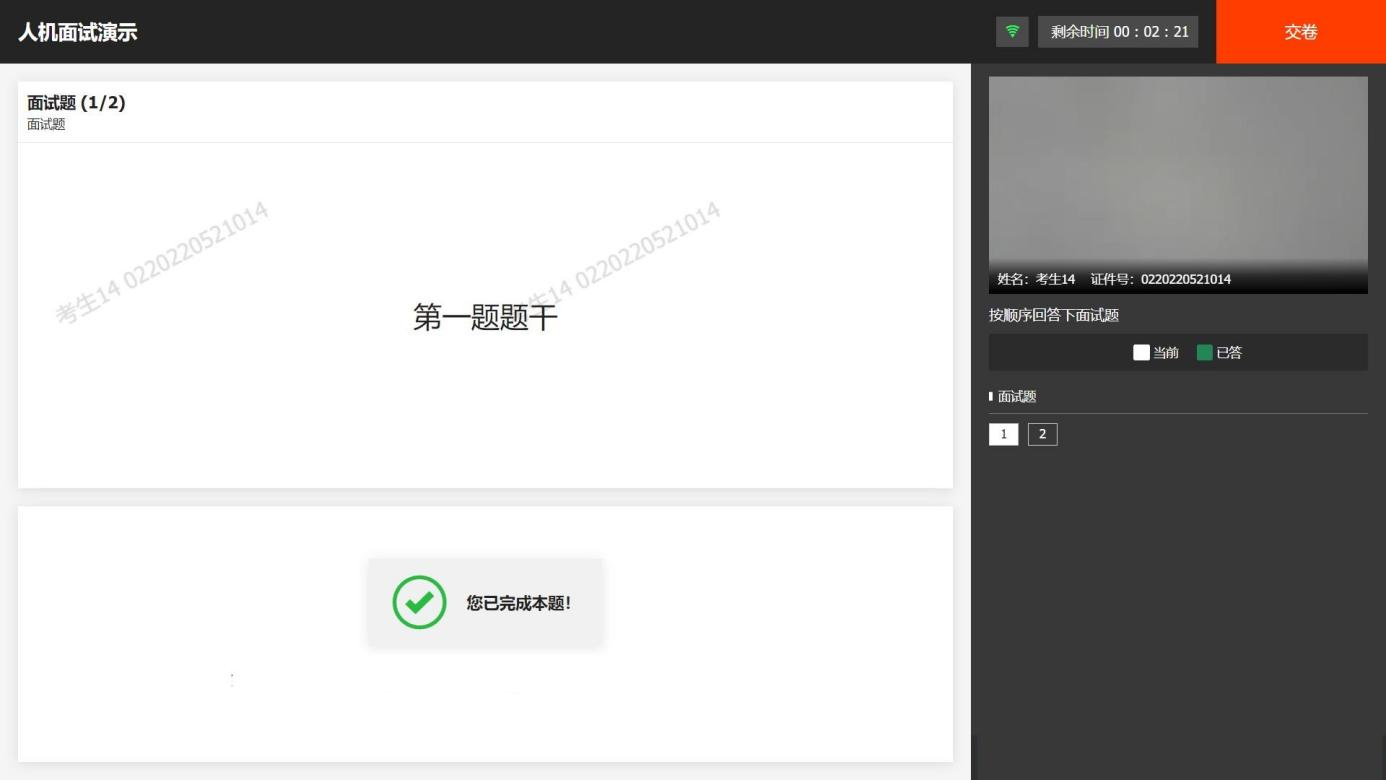 人机面试演示
剩余时间 00 : 02 : 21
交卷
面试题 (1/2)
面试题
考生14 0220220521014
考生14 0220220521014
第一题题干
您已完成本题!
姓名: 考生14 证件号: 0220220521014
按顺序回答下面试题
当前 已答
面试题
1 2